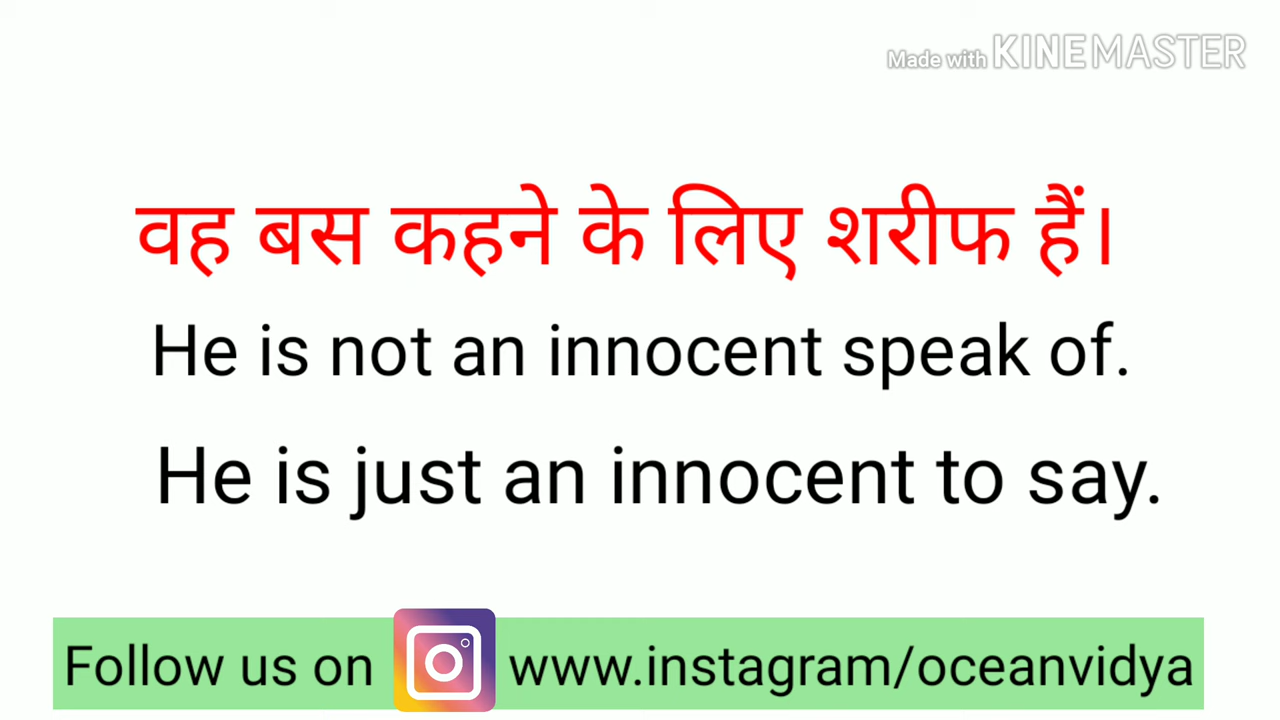 Made with KINEMASTER
वह बस कहने के लिए शरीफ हैं।
He is not an innocent speak of.
He is just an innocent to say.
Follow us on www.instagram/oceanvidya